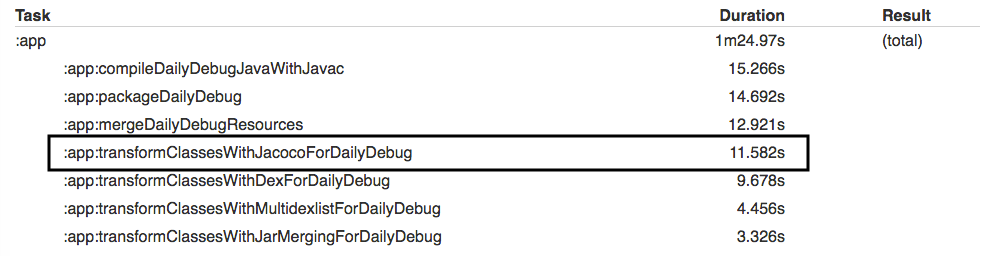 Task Duration Result
:app 1m24.97s (total)
:app:compileDailyDebugJavaWithJavac 15.266s
:app:packageDailyDebug 14.692s
:app:mergeDailyDebugResources 12.921s
:app:transformClassesWithJacocoForDailyDebug 11.582s
:app:transformClassesWithDexForDailyDebug 9.678s
:app:transformClassesWithMultidexlistForDailyDebug 4.456s
:app:transformClassesWithJarMergingForDailyDebug 3.326s